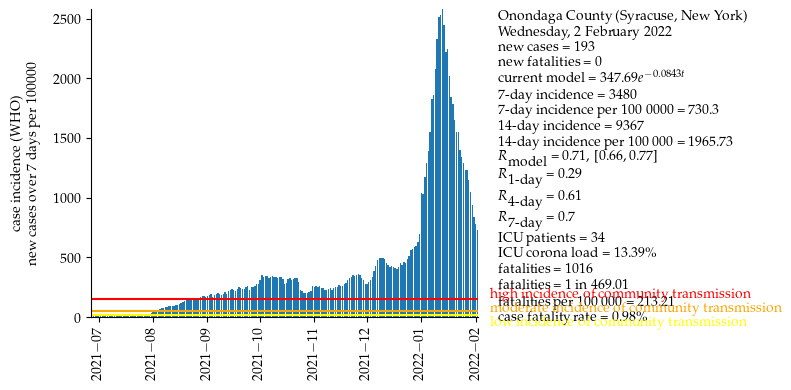 case incidence (WHO)
new cases over 7 days per 100000
2500
2000
1500
1000
500
0
2021−07
2021−08
2021−09
2021−10
2021−11
2021−12
2022−01
2022−02
Onondaga County (Syracuse, New York)
Wednesday, 2 February 2022
new cases = 193
new fatalities = 0
current model = 347.69e^{−0.0843t}
7-day incidence = 3480
7-day incidence per 100 0000 = 730.3
14-day incidence = 9367
14-day incidence per 100 000 = 1965.73
R_model = 0.71, [0.66, 0.77]
R_1-day = 0.29
R_4-day = 0.61
R_7-day = 0.7
ICU patients = 34
ICU corona load = 13.39%
fatalities = 1016
fatalities = 1 in 469.01
high incidence of community transmission
fatalities per 100 000 = 213.21
moderate incidence of community transmission
case fatality rate = 0.98%
low incidence of community transmission